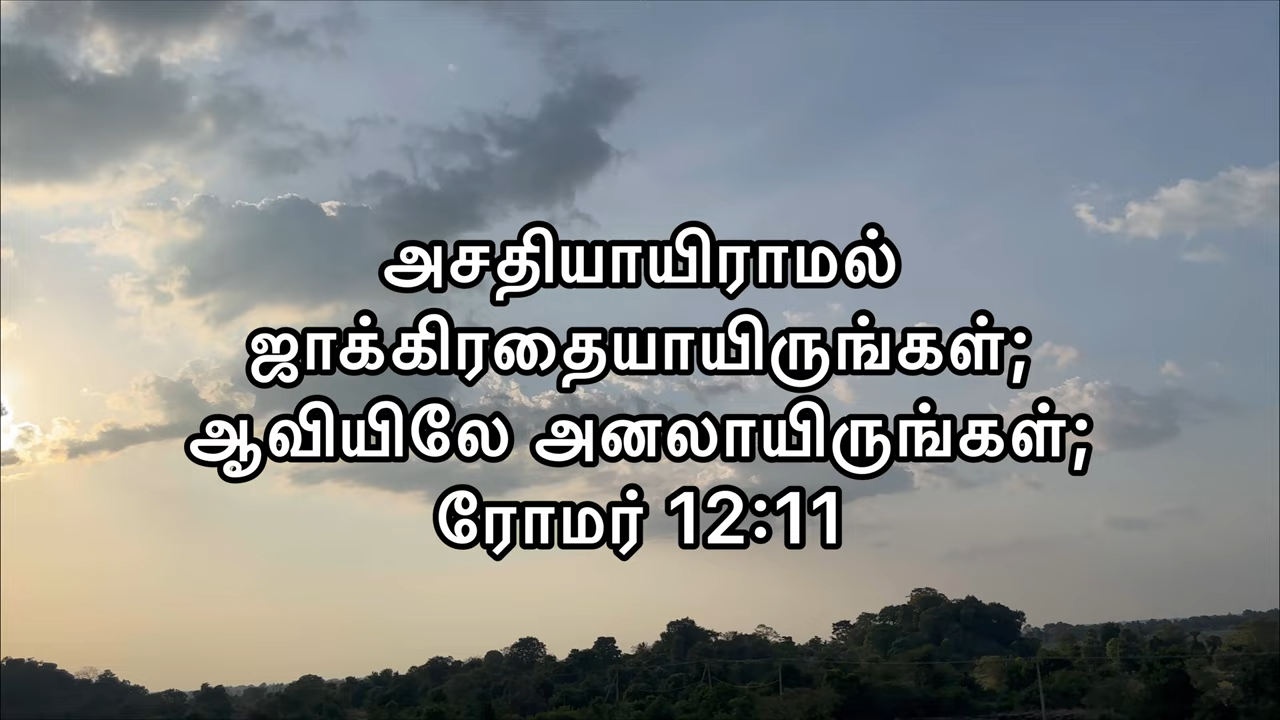 அசதியாயிராமல்
ஜாக்கிரதையாயிருங்கள்;
ஆவியிலே அனலாயிருங்கள்;
ரோமர் 12:11